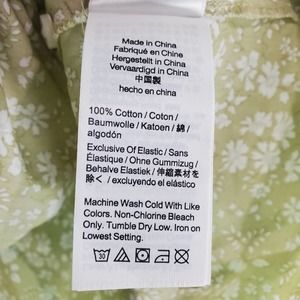 Made in China
Fabriqué en Chine
Hergestellt in China
Vervaardigd in China
中国製
hecho en china
100% Cotton / Coton /
Baumwolle / Katoen / 綿 /
algodón
Exclusive Of Elastic / Sans
Élastique / Ohne Gummizug /
Behalve Elastiek / 伸縮素材を
除く / excluyendo el elástico
Machine Wash Cold With Like
Colors. Non-Chlorine Bleach
Only. Tumble Dry Low. Iron on
Lowest Setting.
30